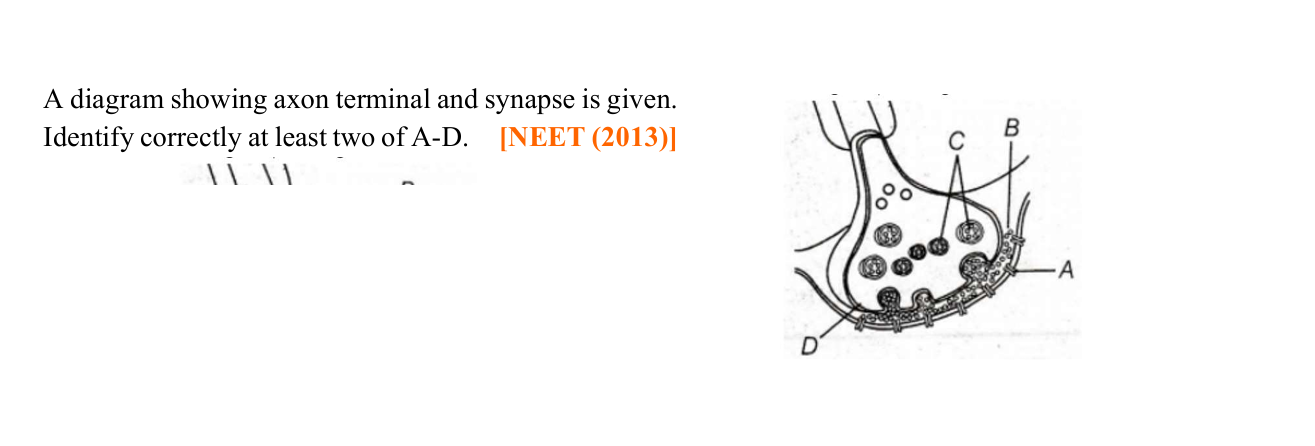 A diagram showing axon terminal and synapse is given.
Identify correctly at least two of A-D. [NEET (2013)]
C
B
A
D